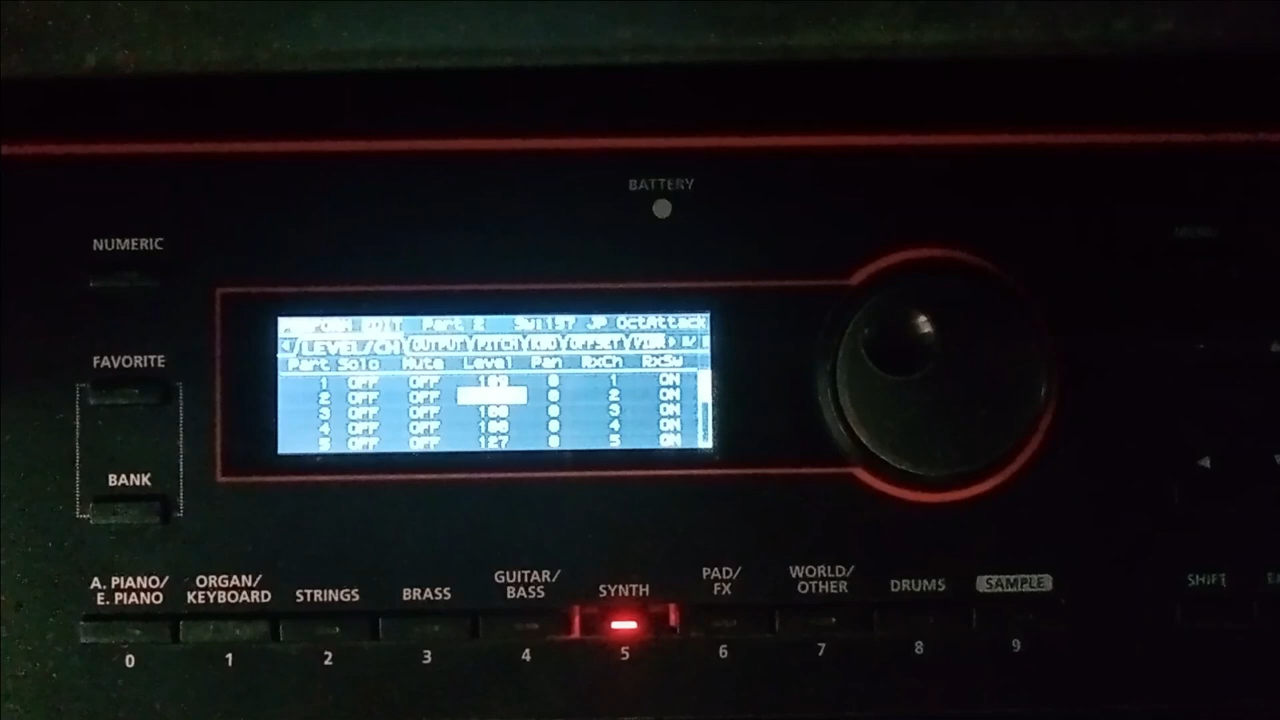 BATTERY
NUMERIC
FAVORITE
BANK
PERFORM EDIT Part 2 JP OctAttack
LEVEL/CH OUTPUT PITCH KBD OFFSET
Part Solo Mute Level Pan RxCh RxSw
1 OFF OFF 0 1 ON
2 OFF OFF 0 2 ON
3 OFF OFF 100 0 3 ON
4 OFF OFF 100 0 4 ON
5 OFF OFF 127 0 5 ON
A. PIANO/
E. PIANO
ORGAN/
KEYBOARD
STRINGS
BRASS
GUITAR/
BASS
SYNTH
PAD/
FX
WORLD/
OTHER
DRUMS
SAMPLE
SHIFT
0 1 2 3 4 5 6 7 8 9